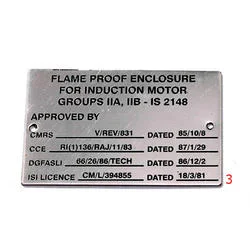 FLAME PROOF ENCLOSURE
FOR INDUCTION MOTOR
GROUPS IIA, IIB - IS 2148
APPROVED BY
CMRS V/REV/831 DATED 85/10/8
CCE RI(1)136/RAJ/11/83 DATED 87/1/29
DGFASLI 66/26/86/TECH DATED 86/12/2
ISI LICENCE CM/L/394855 DATED 18/3/81
3